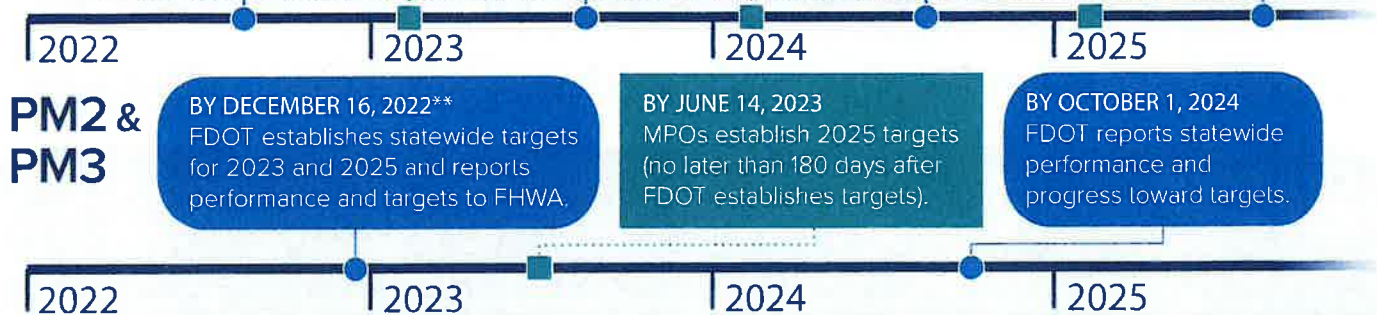 2022
2023
2024
2025
PM2 &
PM3
BY DECEMBER 16, 2022**
FDOT establishes statewide targets
for 2023 and 2025 and reports
performance and targets to FHWA.
BY JUNE 14, 2023
MPOs establish 2025 targets
(no later than 180 days after
FDOT establishes targets).
BY OCTOBER 1, 2024
FDOT reports statewide
performance and
progress toward targets.
2022
2023
2024
2025